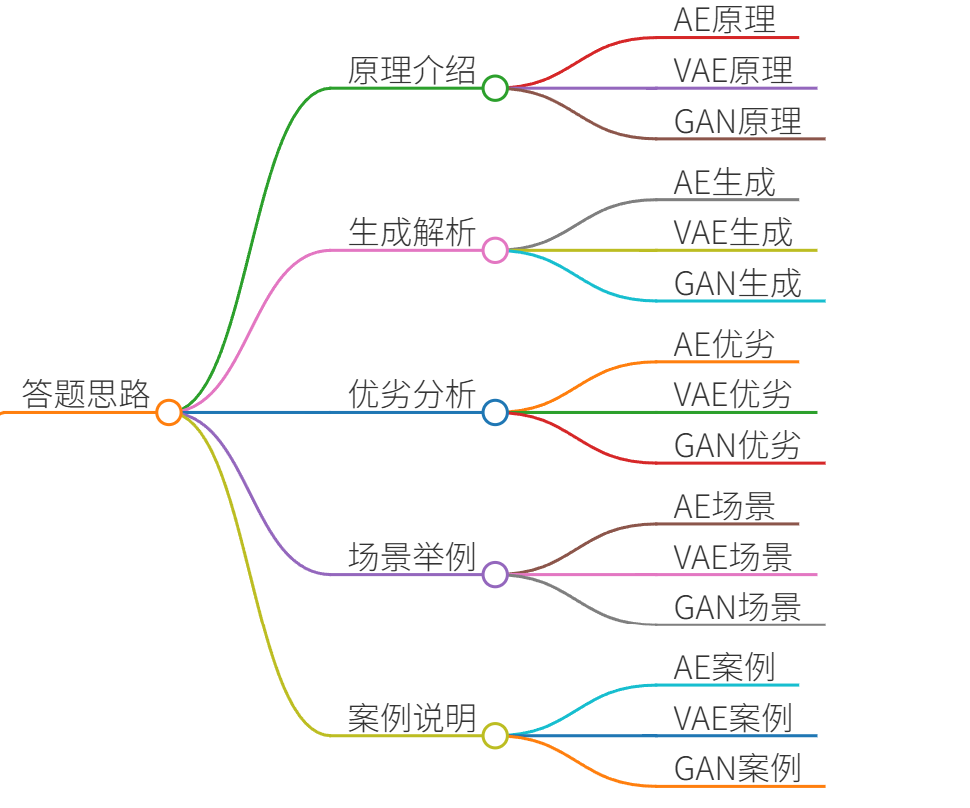 答题思路
原理介绍
AE原理
VAE原理
GAN原理
生成解析
AE生成
VAE生成
GAN生成
优劣分析
AE优劣
VAE优劣
GAN优劣
场景举例
AE场景
VAE场景
GAN场景
案例说明
AE案例
VAE案例
GAN案例